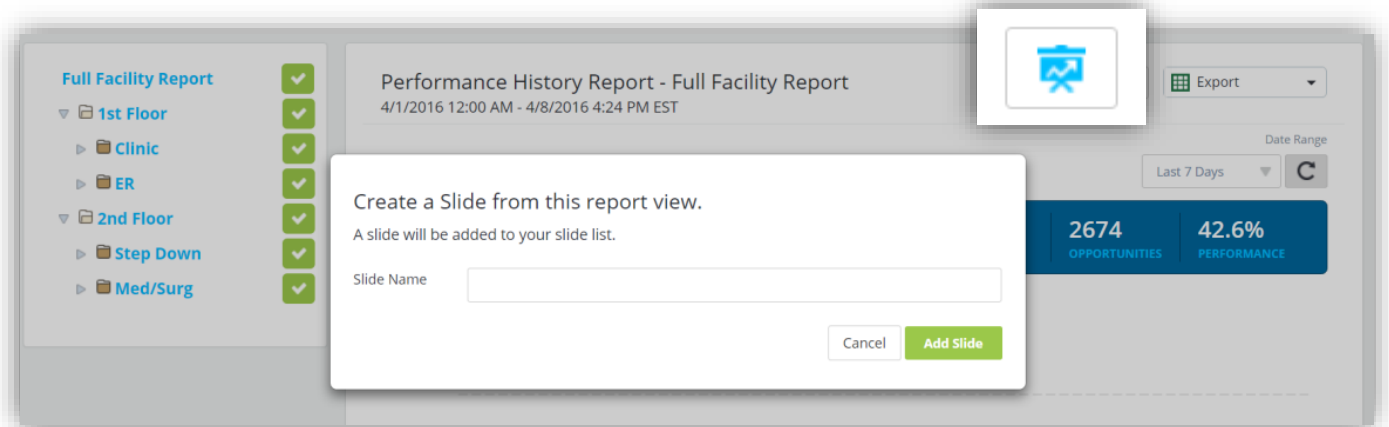 Full Facility Report
1st Floor
Clinic
ER
2nd Floor
Step Down
Med/Surg
Performance History Report - Full Facility Report
4/1/2016 12:00 AM - 4/8/2016 4:24 PM EST
Export
Date Range
Last 7 Days
2674
OPPORTUNITIES
42.6%
PERFORMANCE
Create a Slide from this report view.
A slide will be added to your slide list.
Slide Name
Cancel
Add Slide